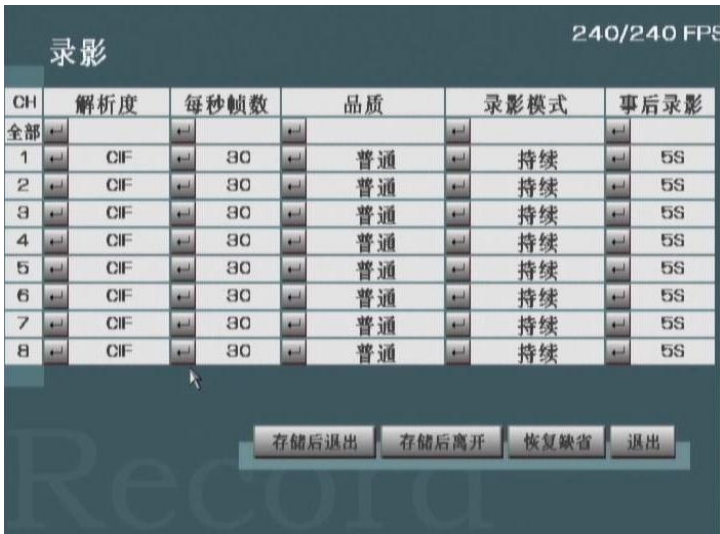 录影
240/240 FPS
CH 解析度 每秒帧数 品质 录影模式 事后录影
全部
1 CIF 30 普通 持续 5S
2 CIF 30 普通 持续 5S
3 CIF 30 普通 持续 5S
4 CIF 30 普通 持续 5S
5 CIF 30 普通 持续 5S
6 CIF 30 普通 持续 5S
7 CIF 30 普通 持续 5S
8 CIF 30 普通 持续 5S
存储后退出 存储后离开 恢复缺省 退出
Record